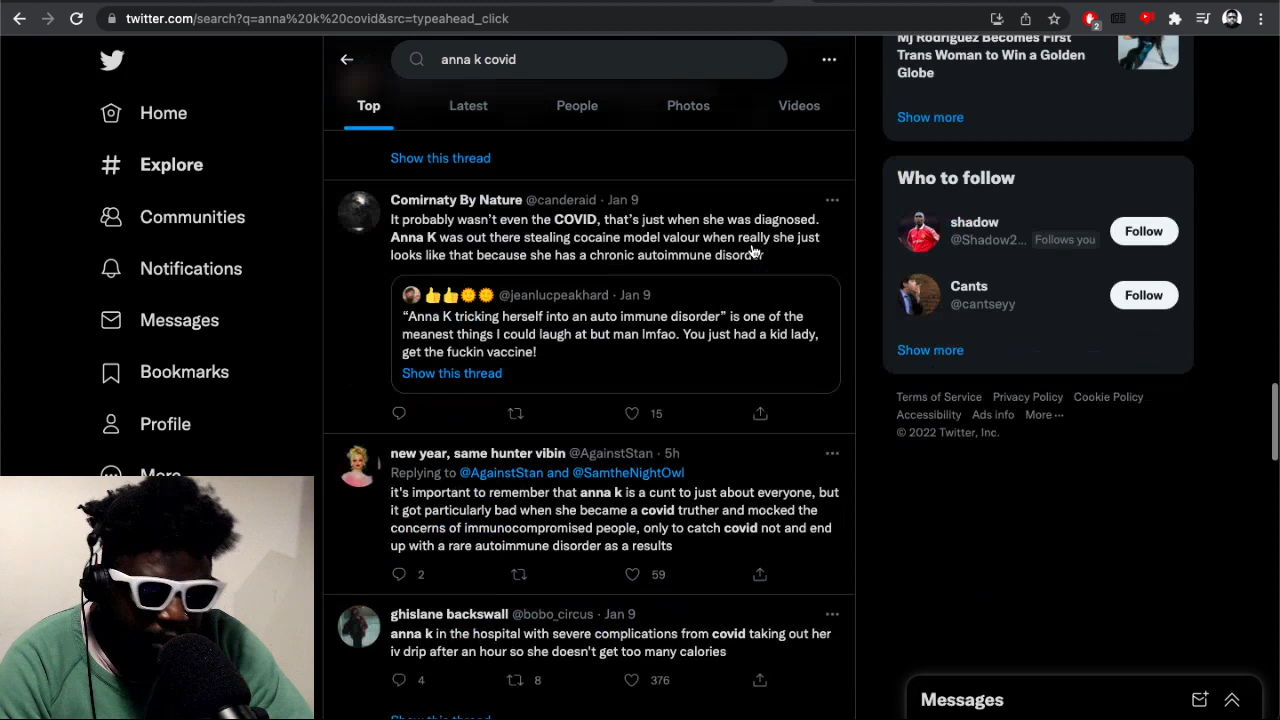 twitter.com/search?q=anna%20k%20covid&src=typeahead_click
2
Home
Explore
Communities
Notifications
Messages
Bookmarks
Profile
More
anna k covid
Top
Latest
People
Photos
Videos
Show this thread
Comirnaty By Nature @canderaid · Jan 9
It probably wasn't even the COVID, that's just when she was diagnosed.
Anna K was out there stealing cocaine model valour when really she just
looks like that because she has a chronic autoimmune disorder
👍👍🌞🌞 @jeanlucpeakhard · Jan 9
“Anna K tricking herself into an auto immune disorder” is one of the
meanest things I could laugh at but man lmfao. You just had a kid lady,
get the fuckin vaccine!
Show this thread
15
new year, same hunter vibin @AgainstStan · 5h
Replying to @AgainstStan and @SamtheNightOwl
it's important to remember that anna k is a cunt to just about everyone, but
it got particularly bad when she became a covid truther and mocked the
concerns of immunocompromised people, only to catch covid not and end
up with a rare autoimmune disorder as a results
2 59
ghislane backswall @bobo_circus · Jan 9
anna k in the hospital with severe complications from covid taking out her
iv drip after an hour so she doesn't get too many calories
4 8 376
Show this thread
Mj Rodriguez Becomes First
Trans Woman to Win a Golden
Globe
Show more
Who to follow
shadow
@Shadow2... Follows you
Follow
Cants
@cantseyy
Follow
Show more
Terms of Service Privacy Policy Cookie Policy
Accessibility Ads info More ···
© 2022 Twitter, Inc.
Messages